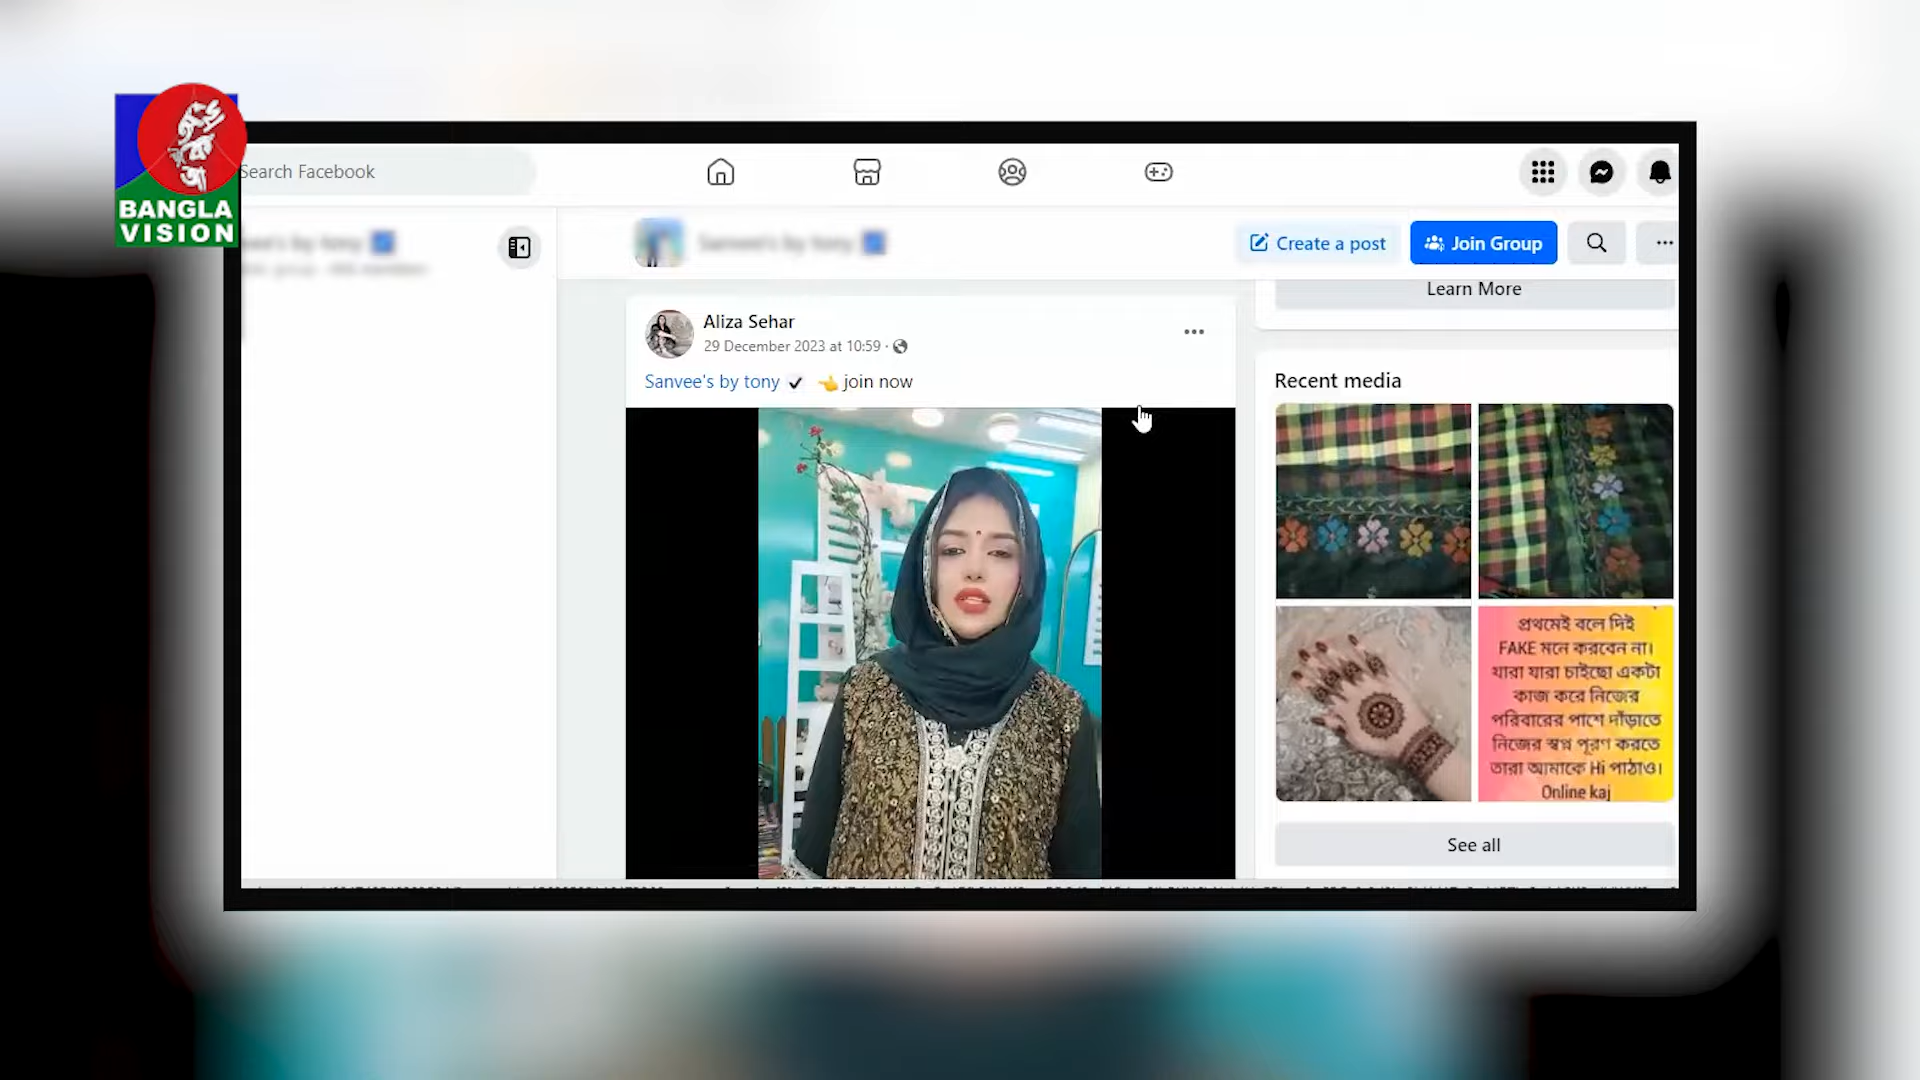 BANGLA
VISION
Search Facebook
Create a post
Join Group
Learn More
Aliza Sehar
29 December 2023 at 10:59
Sanvee's by tony ✔ 👈 join now
Recent media
প্রথমেই বলে দিই
FAKE মনে করবেন না।
যারা যারা চাইছো একটা
কাজ করে নিজের
পরিবারের পাশে দাঁড়াতে
নিজের স্বপ্ন পূরণ করতে
তারা আমাকে Hi পাঠাও।
Online kaj
See all